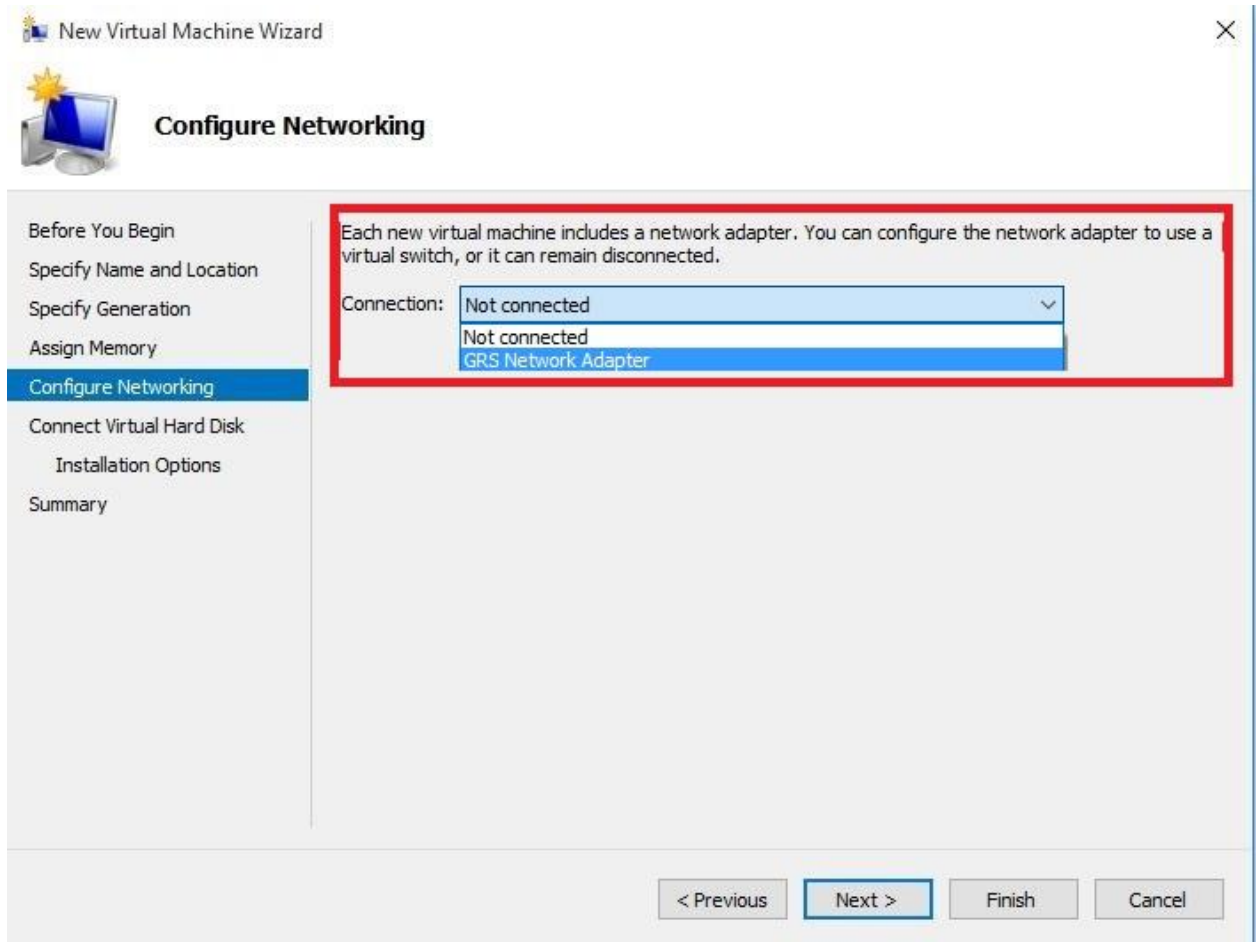 New Virtual Machine Wizard
Configure Networking
Before You Begin
Specify Name and Location
Specify Generation
Assign Memory
Configure Networking
Connect Virtual Hard Disk
Installation Options
Summary
Each new virtual machine includes a network adapter. You can configure the network adapter to use a
virtual switch, or it can remain disconnected.
Connection: Not connected
Not connected
GRS Network Adapter
< Previous Next > Finish Cancel